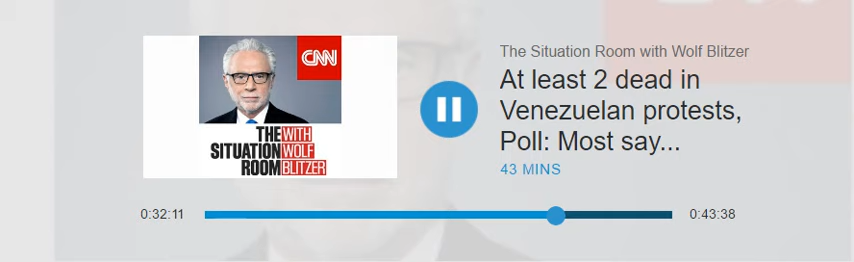 CNN
THE WITH
SITUATION WOLF
ROOM BLITZER
The Situation Room with Wolf Blitzer
At least 2 dead in
Venezuelan protests,
Poll: Most say...
43 MINS
0:32:11
0:43:38